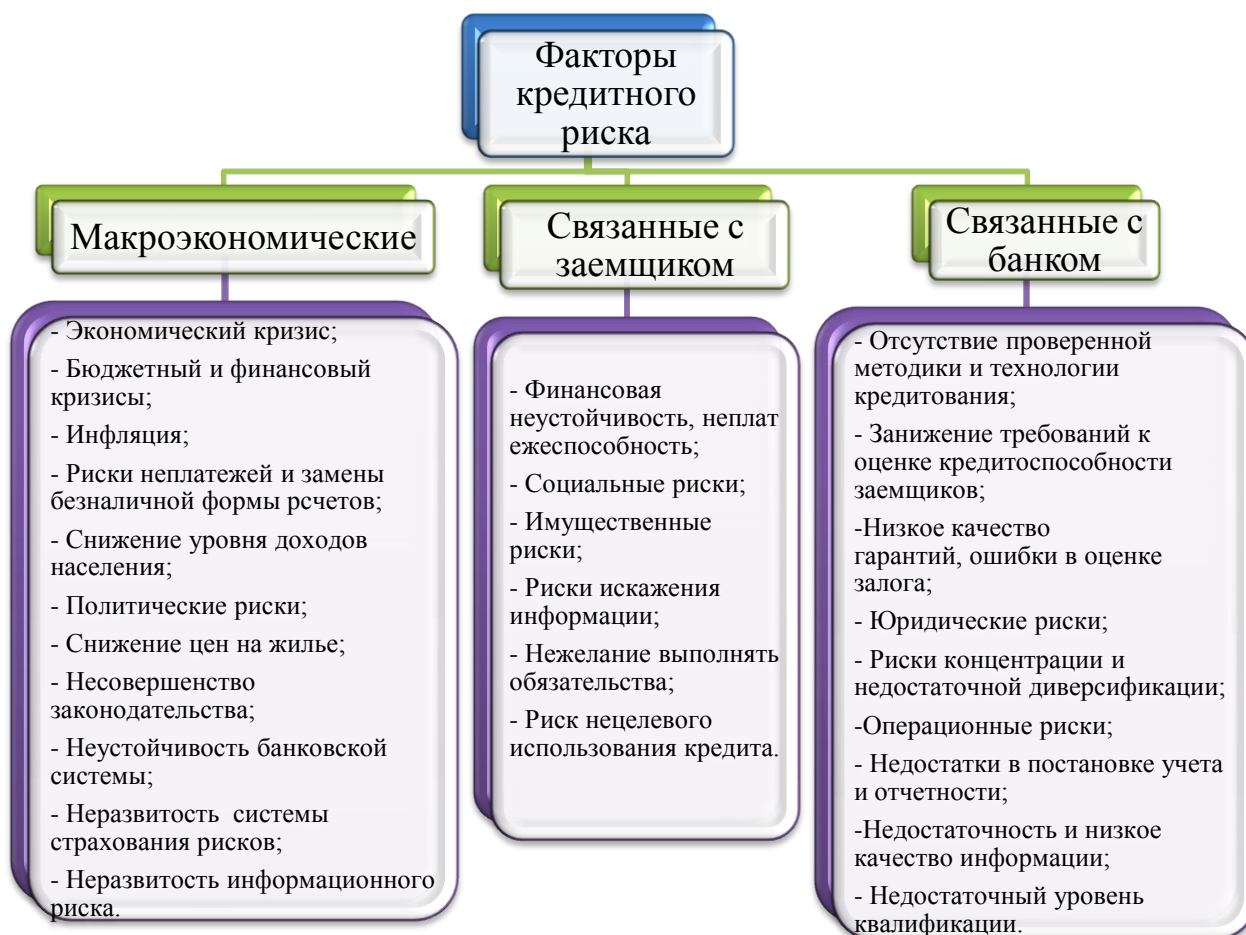 Факторы
кредитного
риска
Макроэкономические
- Экономический кризис;
- Бюджетный и финансовый
кризисы;
- Инфляция;
- Риски неплатежей и замены
безналичной формы рсчетов;
- Снижение уровня доходов
населения;
- Политические риски;
- Снижение цен на жилье;
- Несовершенство
законодательства;
- Неустойчивость банковской
системы;
- Неразвитость системы
страхования рисков;
- Неразвитость информационного
риска.
Связанные с
заемщиком
- Финансовая
неустойчивость, неплат
ежеспособность;
- Социальные риски;
- Имущественные
риски;
- Риски искажения
информации;
- Нежелание выполнять
обязательства;
- Риск нецелевого
использования кредита.
Связанные с
банком
- Отсутствие проверенной
методики и технологии
кредитования;
- Занижение требований к
оценке кредитоспособности
заемщиков;
-Низкое качество
гарантий, ошибки в оценке
залога;
- Юридические риски;
- Риски концентрации и
недостаточной диверсификации;
-Операционные риски;
- Недостатки в постановке учета
и отчетности;
-Недостаточность и низкое
качество информации;
- Недостаточный уровень
квалификации.